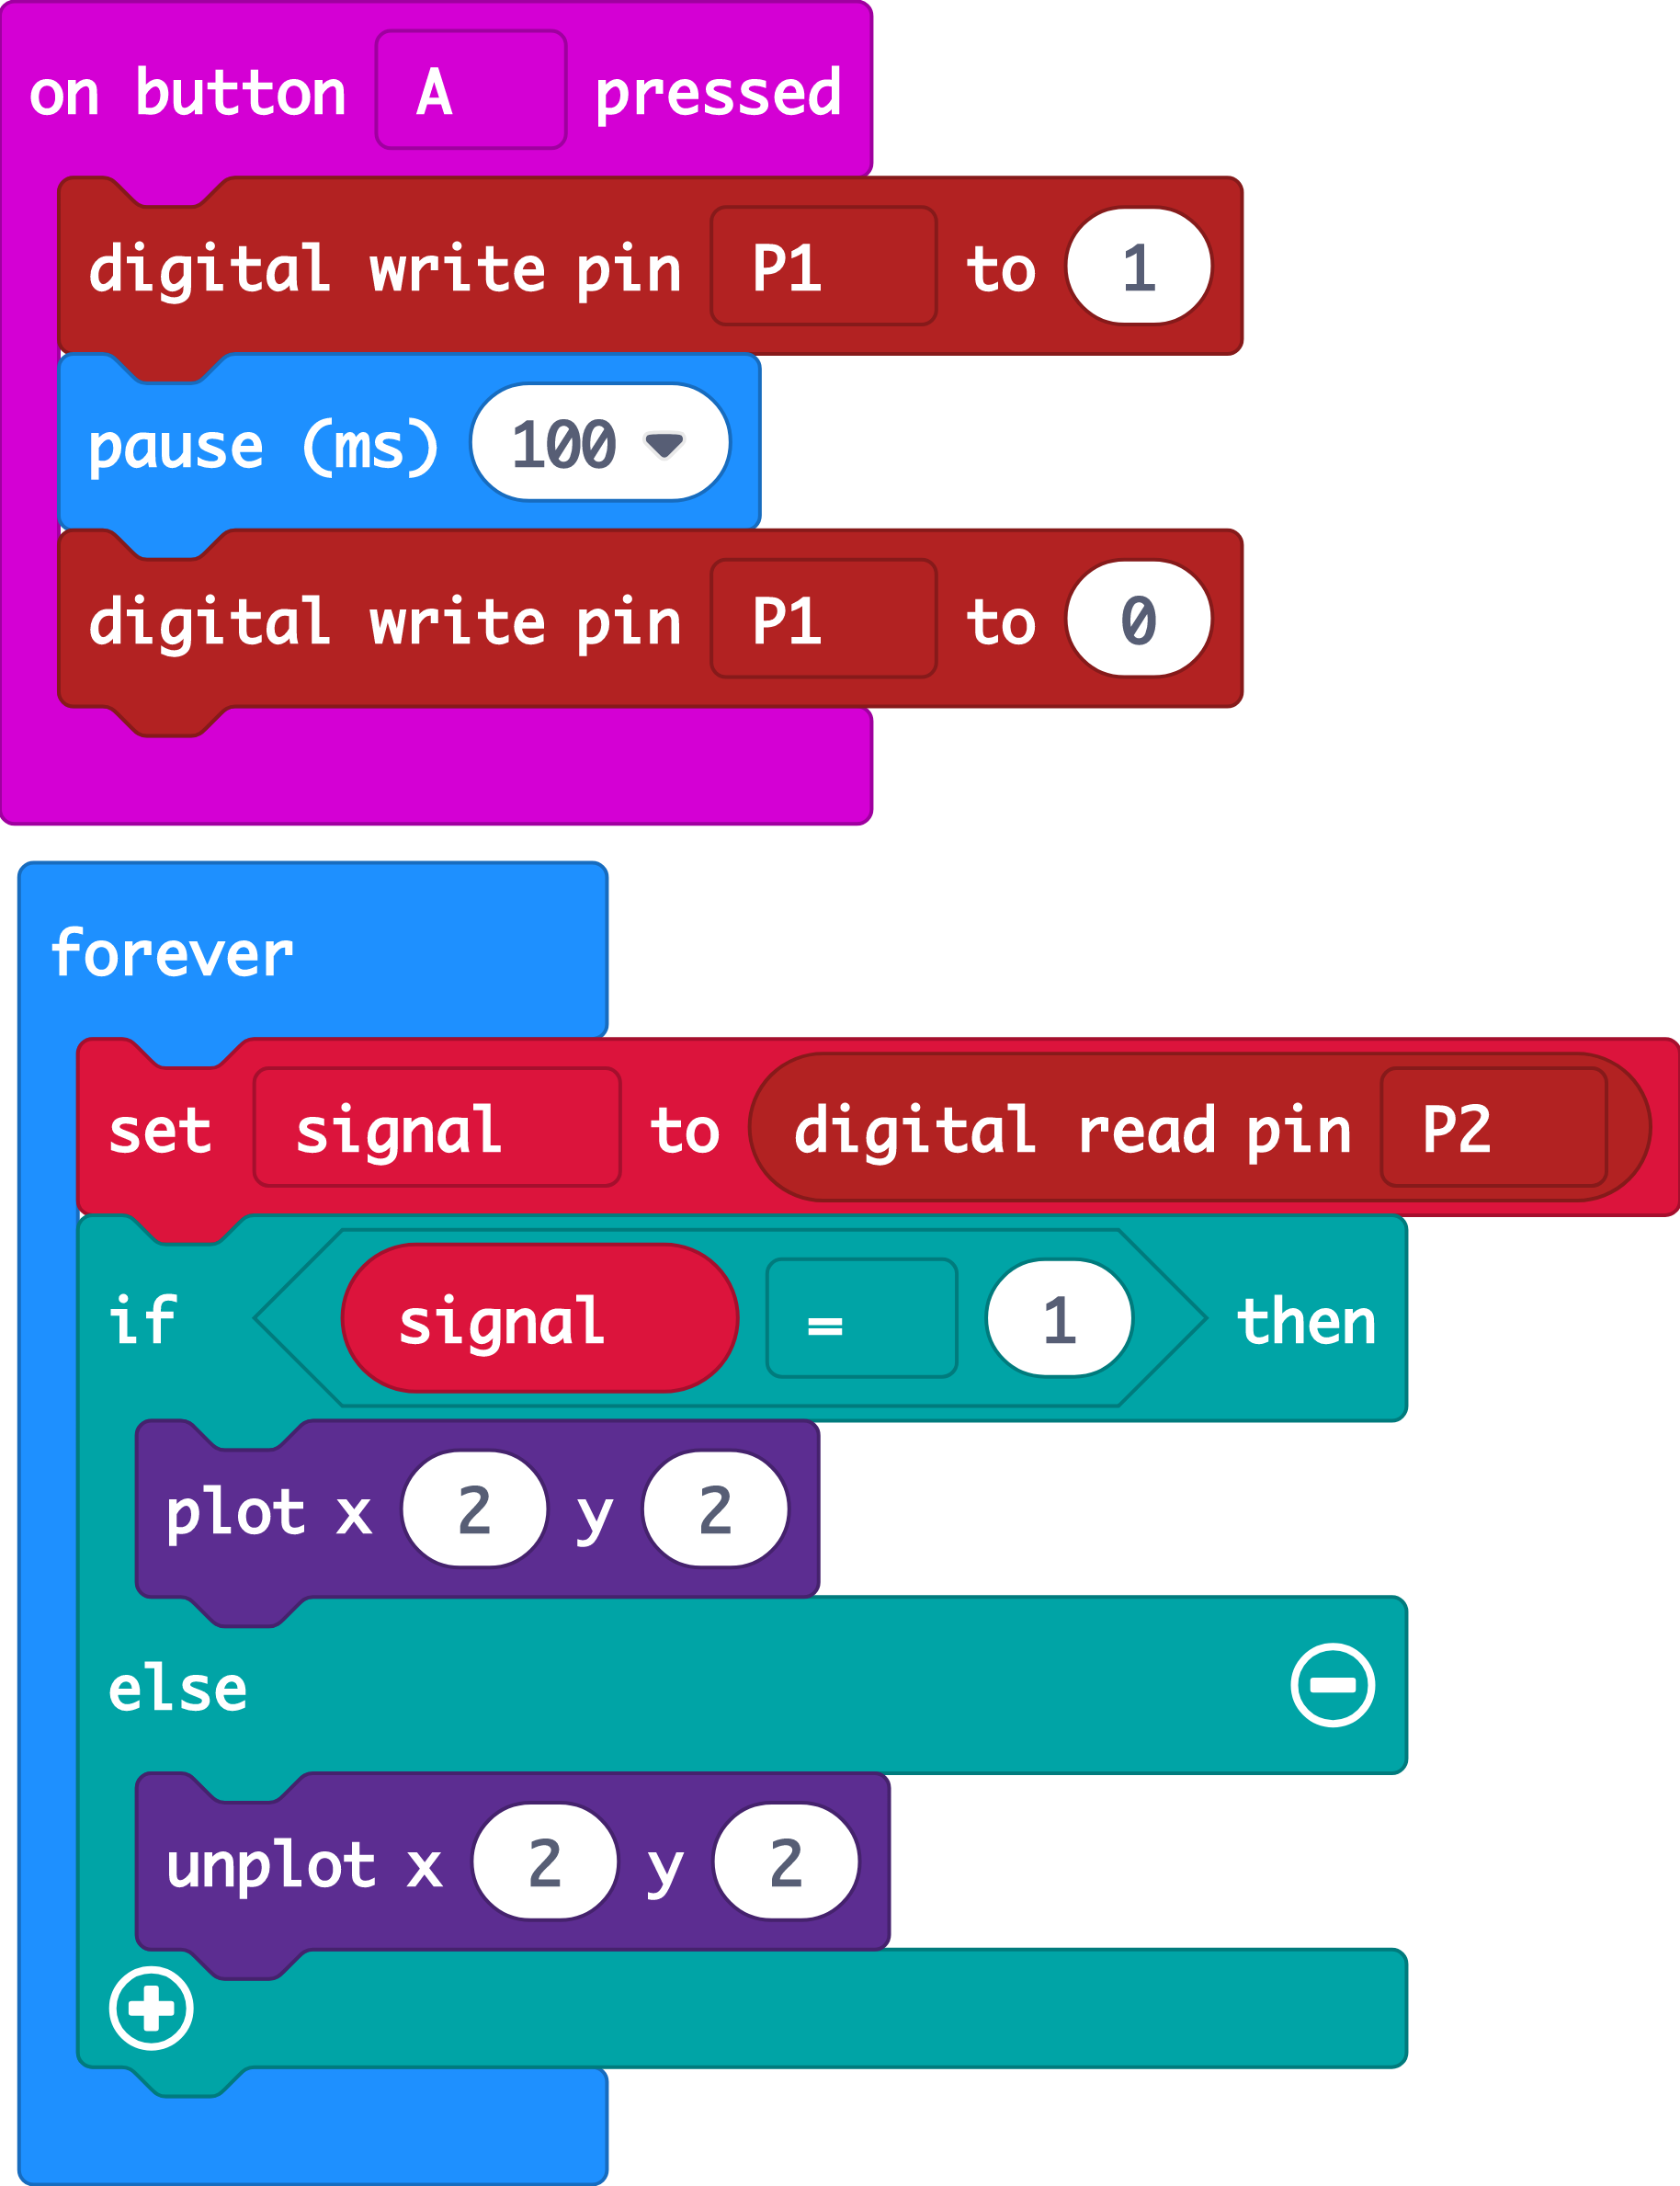 on button A pressed
digital write pin P1 to 1
pause (ms) 100
digital write pin P1 to 0
forever
set signal to digital read pin P2
if signal = 1 then
plot x 2 y 2
else
unplot x 2 y 2